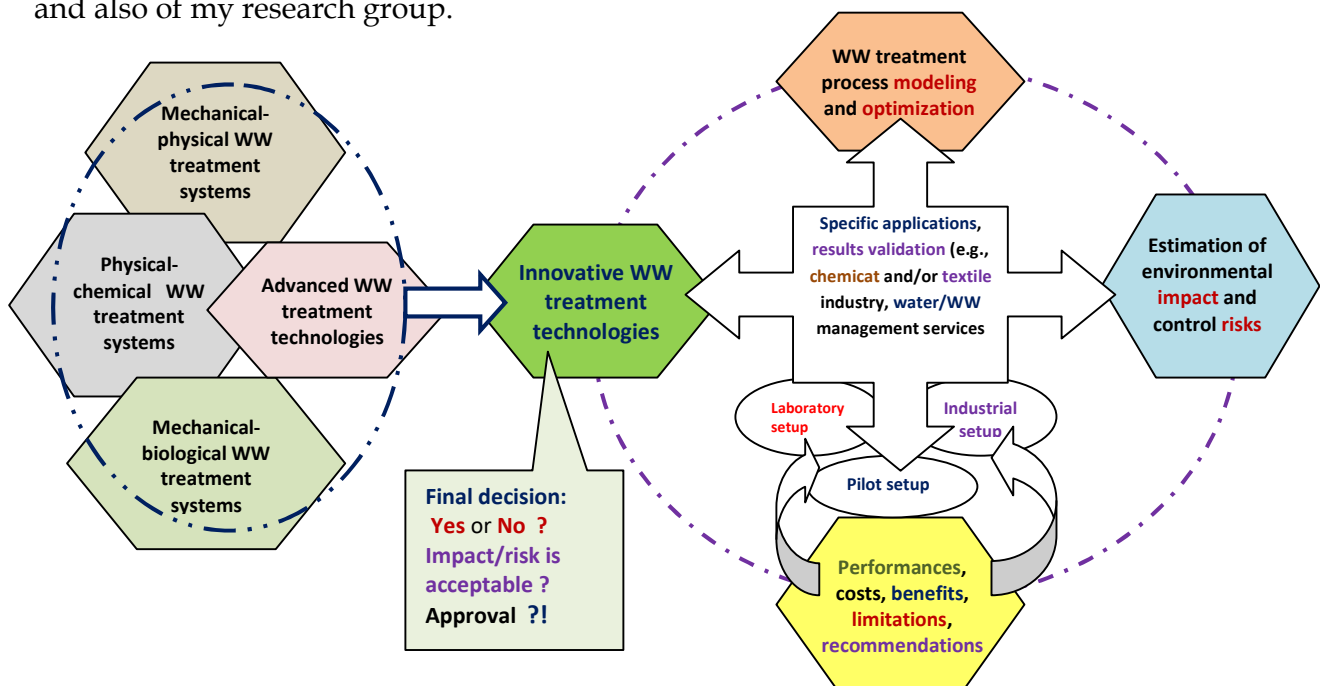 and also of my research group.
Mechanical-
physical WW
treatment
systems
Physical-
chemical WW
treatment
systems
Advanced WW
treatment
technologies
Mechanical-
biological WW
treatment
systems
Innovative WW
treatment
technologies
Final decision:
Yes or No ?
Impact/risk is
acceptable ?
Approval ?!
WW treatment
process modeling
and optimization
Specific applications,
results validation (e.g.,
chemicat and/or textile
industry, water/WW
management services
Estimation of
environmental
impact and
control risks
Laboratory
setup
Industrial
setup
Pilot setup
Performances,
costs, benefits,
limitations,
recommendations